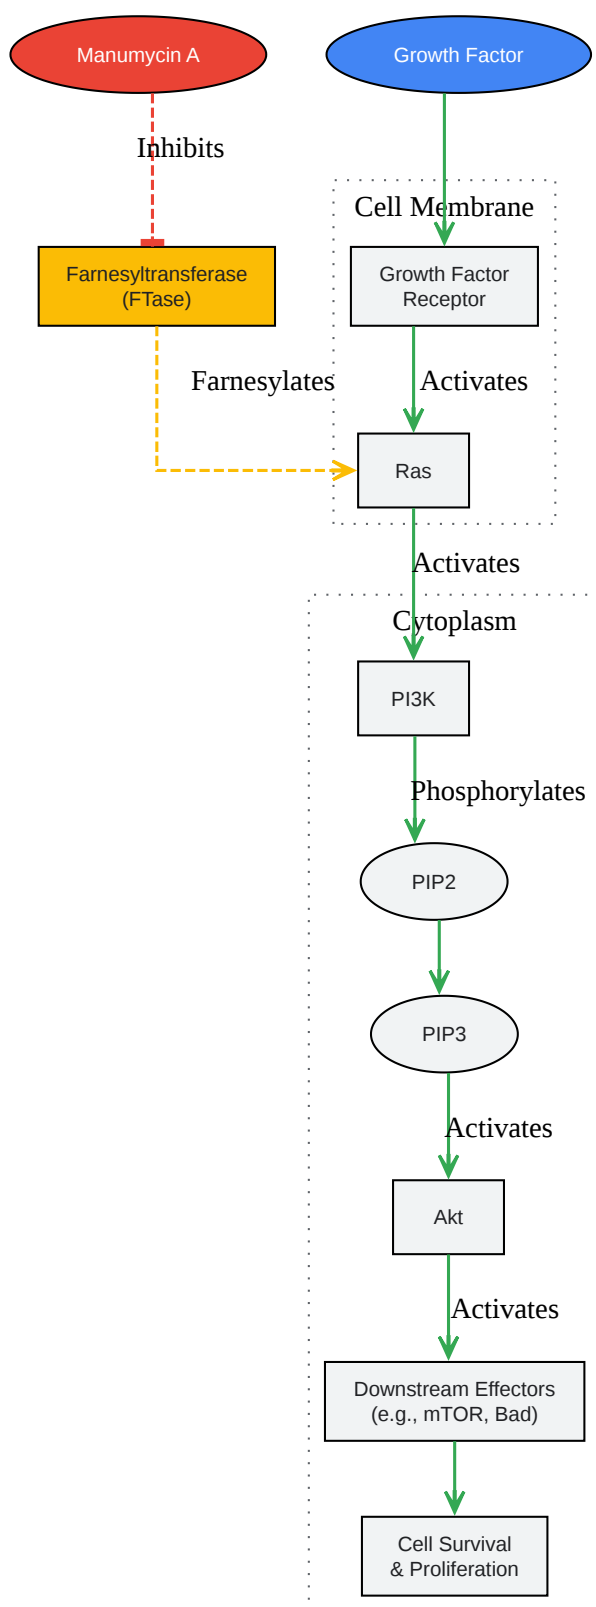 Manumycin A
Growth Factor
Inhibits
Cell Membrane
Farnesyltransferase
(FTase)
Growth Factor
Receptor
Farnesylates
Activates
Ras
Activates
Cytoplasm
PI3K
Phosphorylates
PIP2
PIP3
Activates
Akt
Activates
Downstream Effectors
(e.g., mTOR, Bad)
Cell Survival
& Proliferation